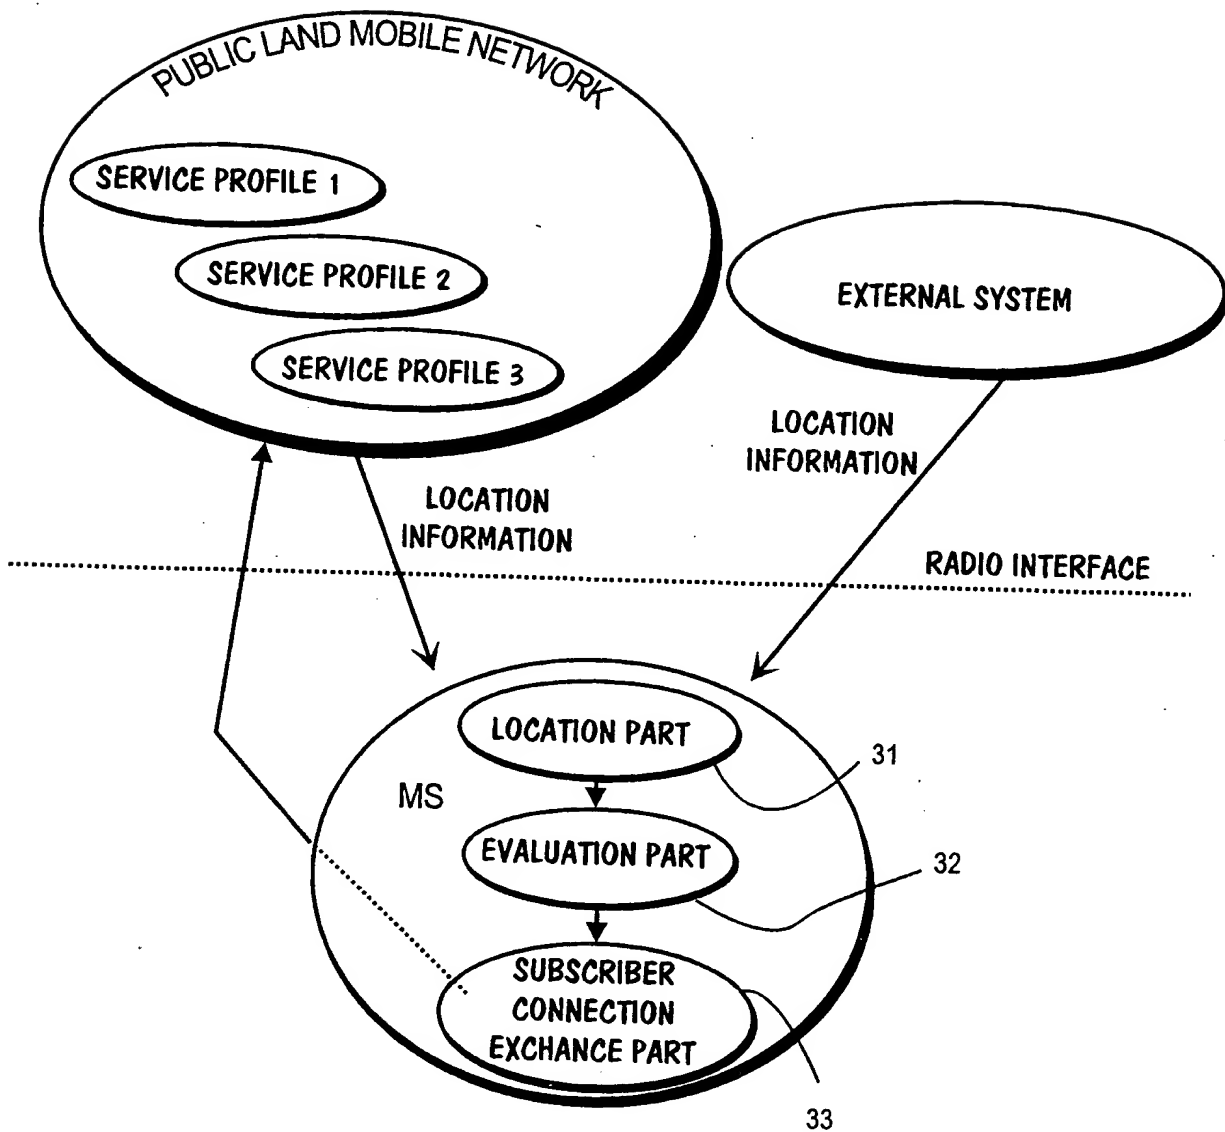 PUBLIC LAND MOBILE NETWORK
SERVICE PROFILE 1
SERVICE PROFILE 2
SERVICE PROFILE 3
EXTERNAL SYSTEM
LOCATION
INFORMATION
LOCATION
INFORMATION
RADIO INTERFACE
LOCATION PART
31
MS
EVALUATION PART
32
SUBSCRIBER
CONNECTION
EXCHANCE PART
33